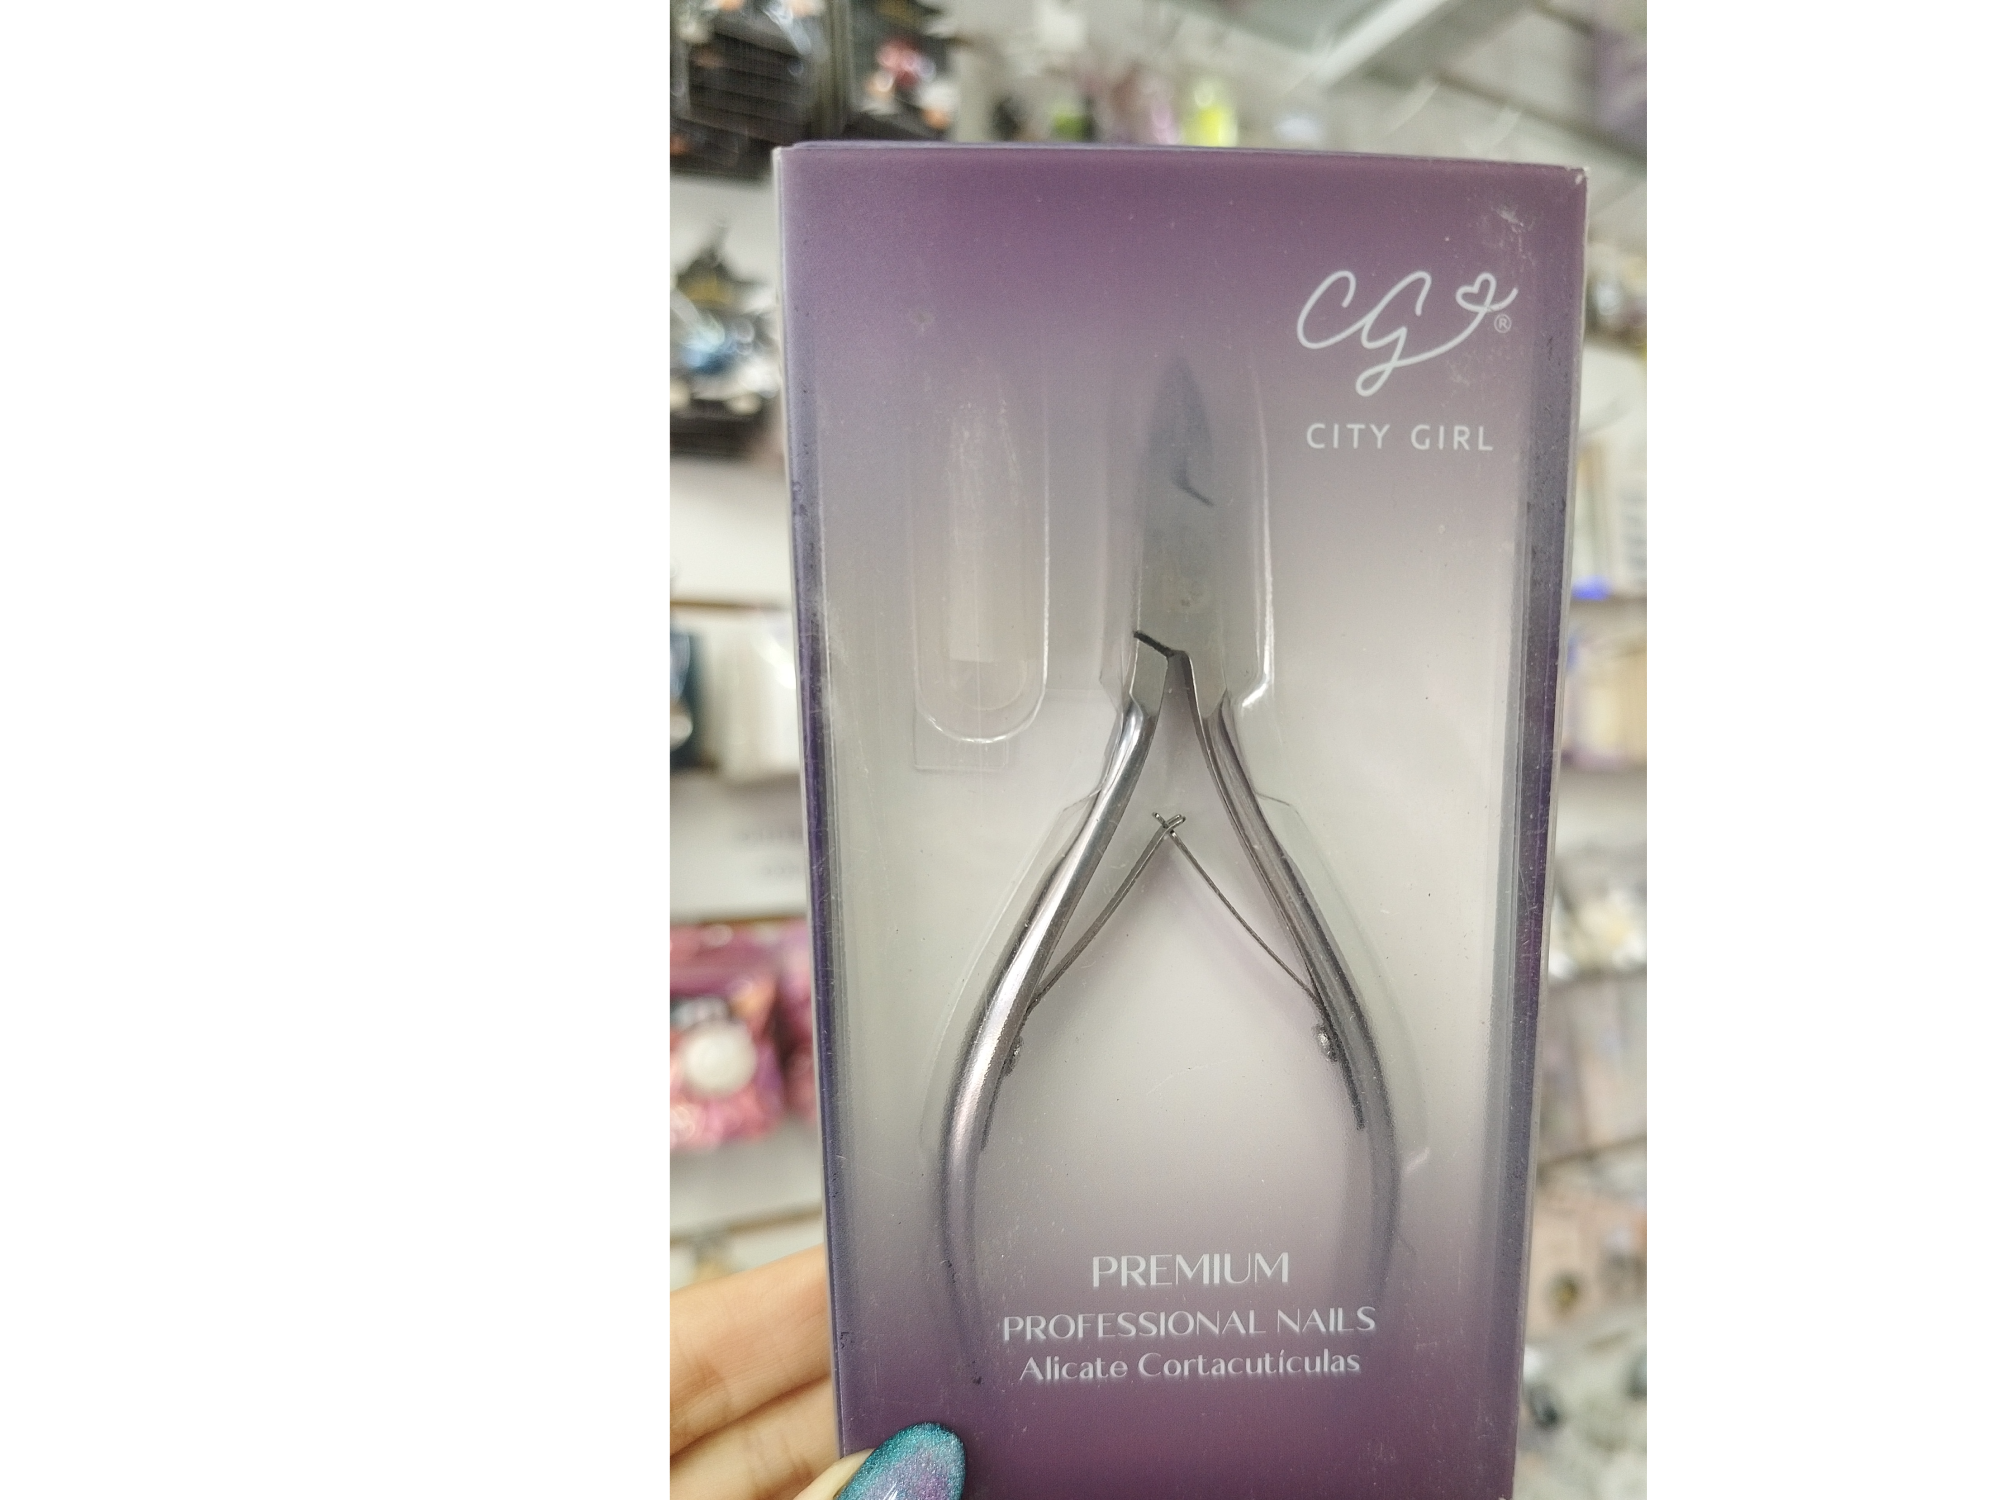 CG®
CITY GIRL
PREMIUM
PROFESSIONAL NAILS
Alicate Cortacutículas